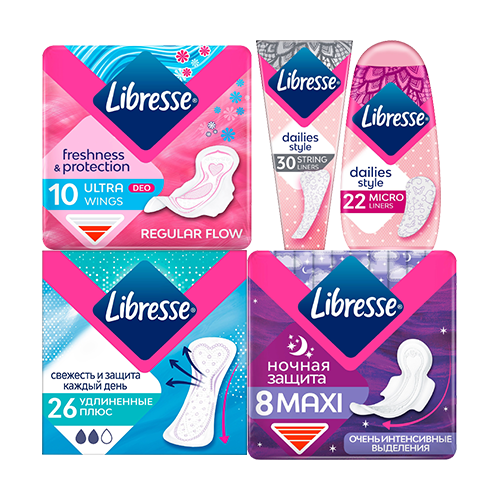 Libresse®
freshness
& protection
10 ULTRA DEO
WINGS
REGULAR FLOW
Libresse®
dailies
style
30 STRING
LINERS
Libresse®
dailies
style
22 MICRO
LINERS
Libresse®
свежесть и защита
каждый день
26 УДЛИНЕННЫЕ
ПЛЮС
Libresse®
НОЧНАЯ
ЗАЩИТА
8 MAXI
ОЧЕНЬ ИНТЕНСИВНЫЕ
ВЫДЕЛЕНИЯ